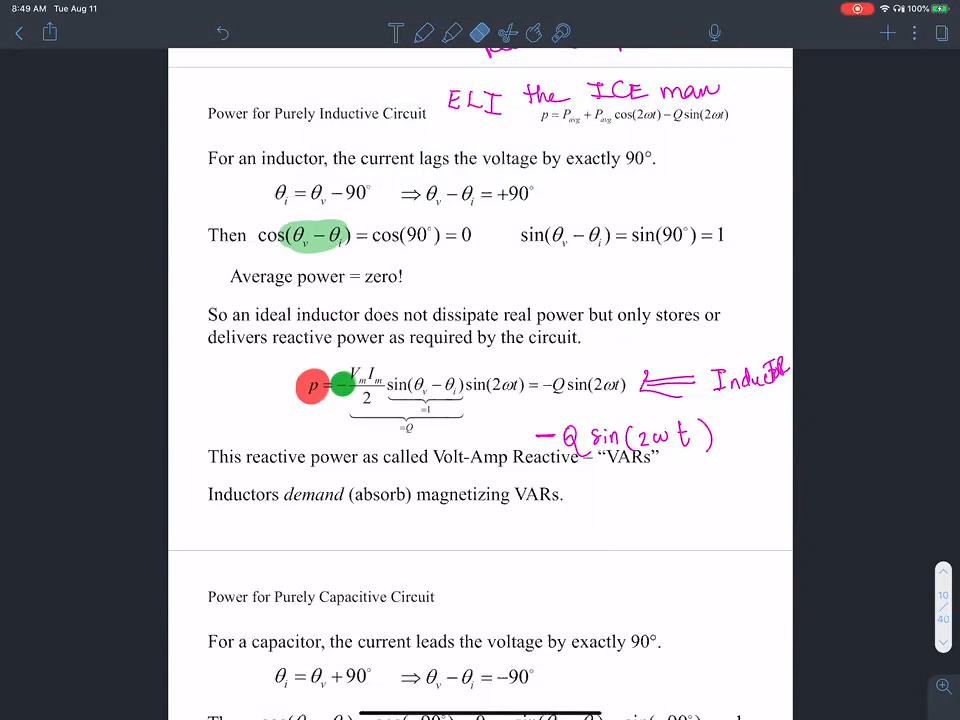 8:49 AM Tue Aug 11
100%
ELI the ICE man
Power for Purely Inductive Circuit
p = P_avg + P_avg cos(2ωt) − Q sin(2ωt)
For an inductor, the current lags the voltage by exactly 90°.
θ_i = θ_v − 90° ⇒ θ_v − θ_i = +90°
Then cos(θ_v − θ_i) = cos(90°) = 0 sin(θ_v − θ_i) = sin(90°) = 1
Average power = zero!
So an ideal inductor does not dissipate real power but only stores or
delivers reactive power as required by the circuit.
p = − V_m I_m / 2 sin(θ_v − θ_i) sin(2ωt) = −Q sin(2ωt)
=1
=Q
− Q sin(2ω t)
This reactive power as called Volt-Amp Reactive – “VARs”
Inductors demand (absorb) magnetizing VARs.
10
/
40
Power for Purely Capacitive Circuit
For a capacitor, the current leads the voltage by exactly 90°.
θ_i = θ_v + 90° ⇒ θ_v − θ_i = −90°